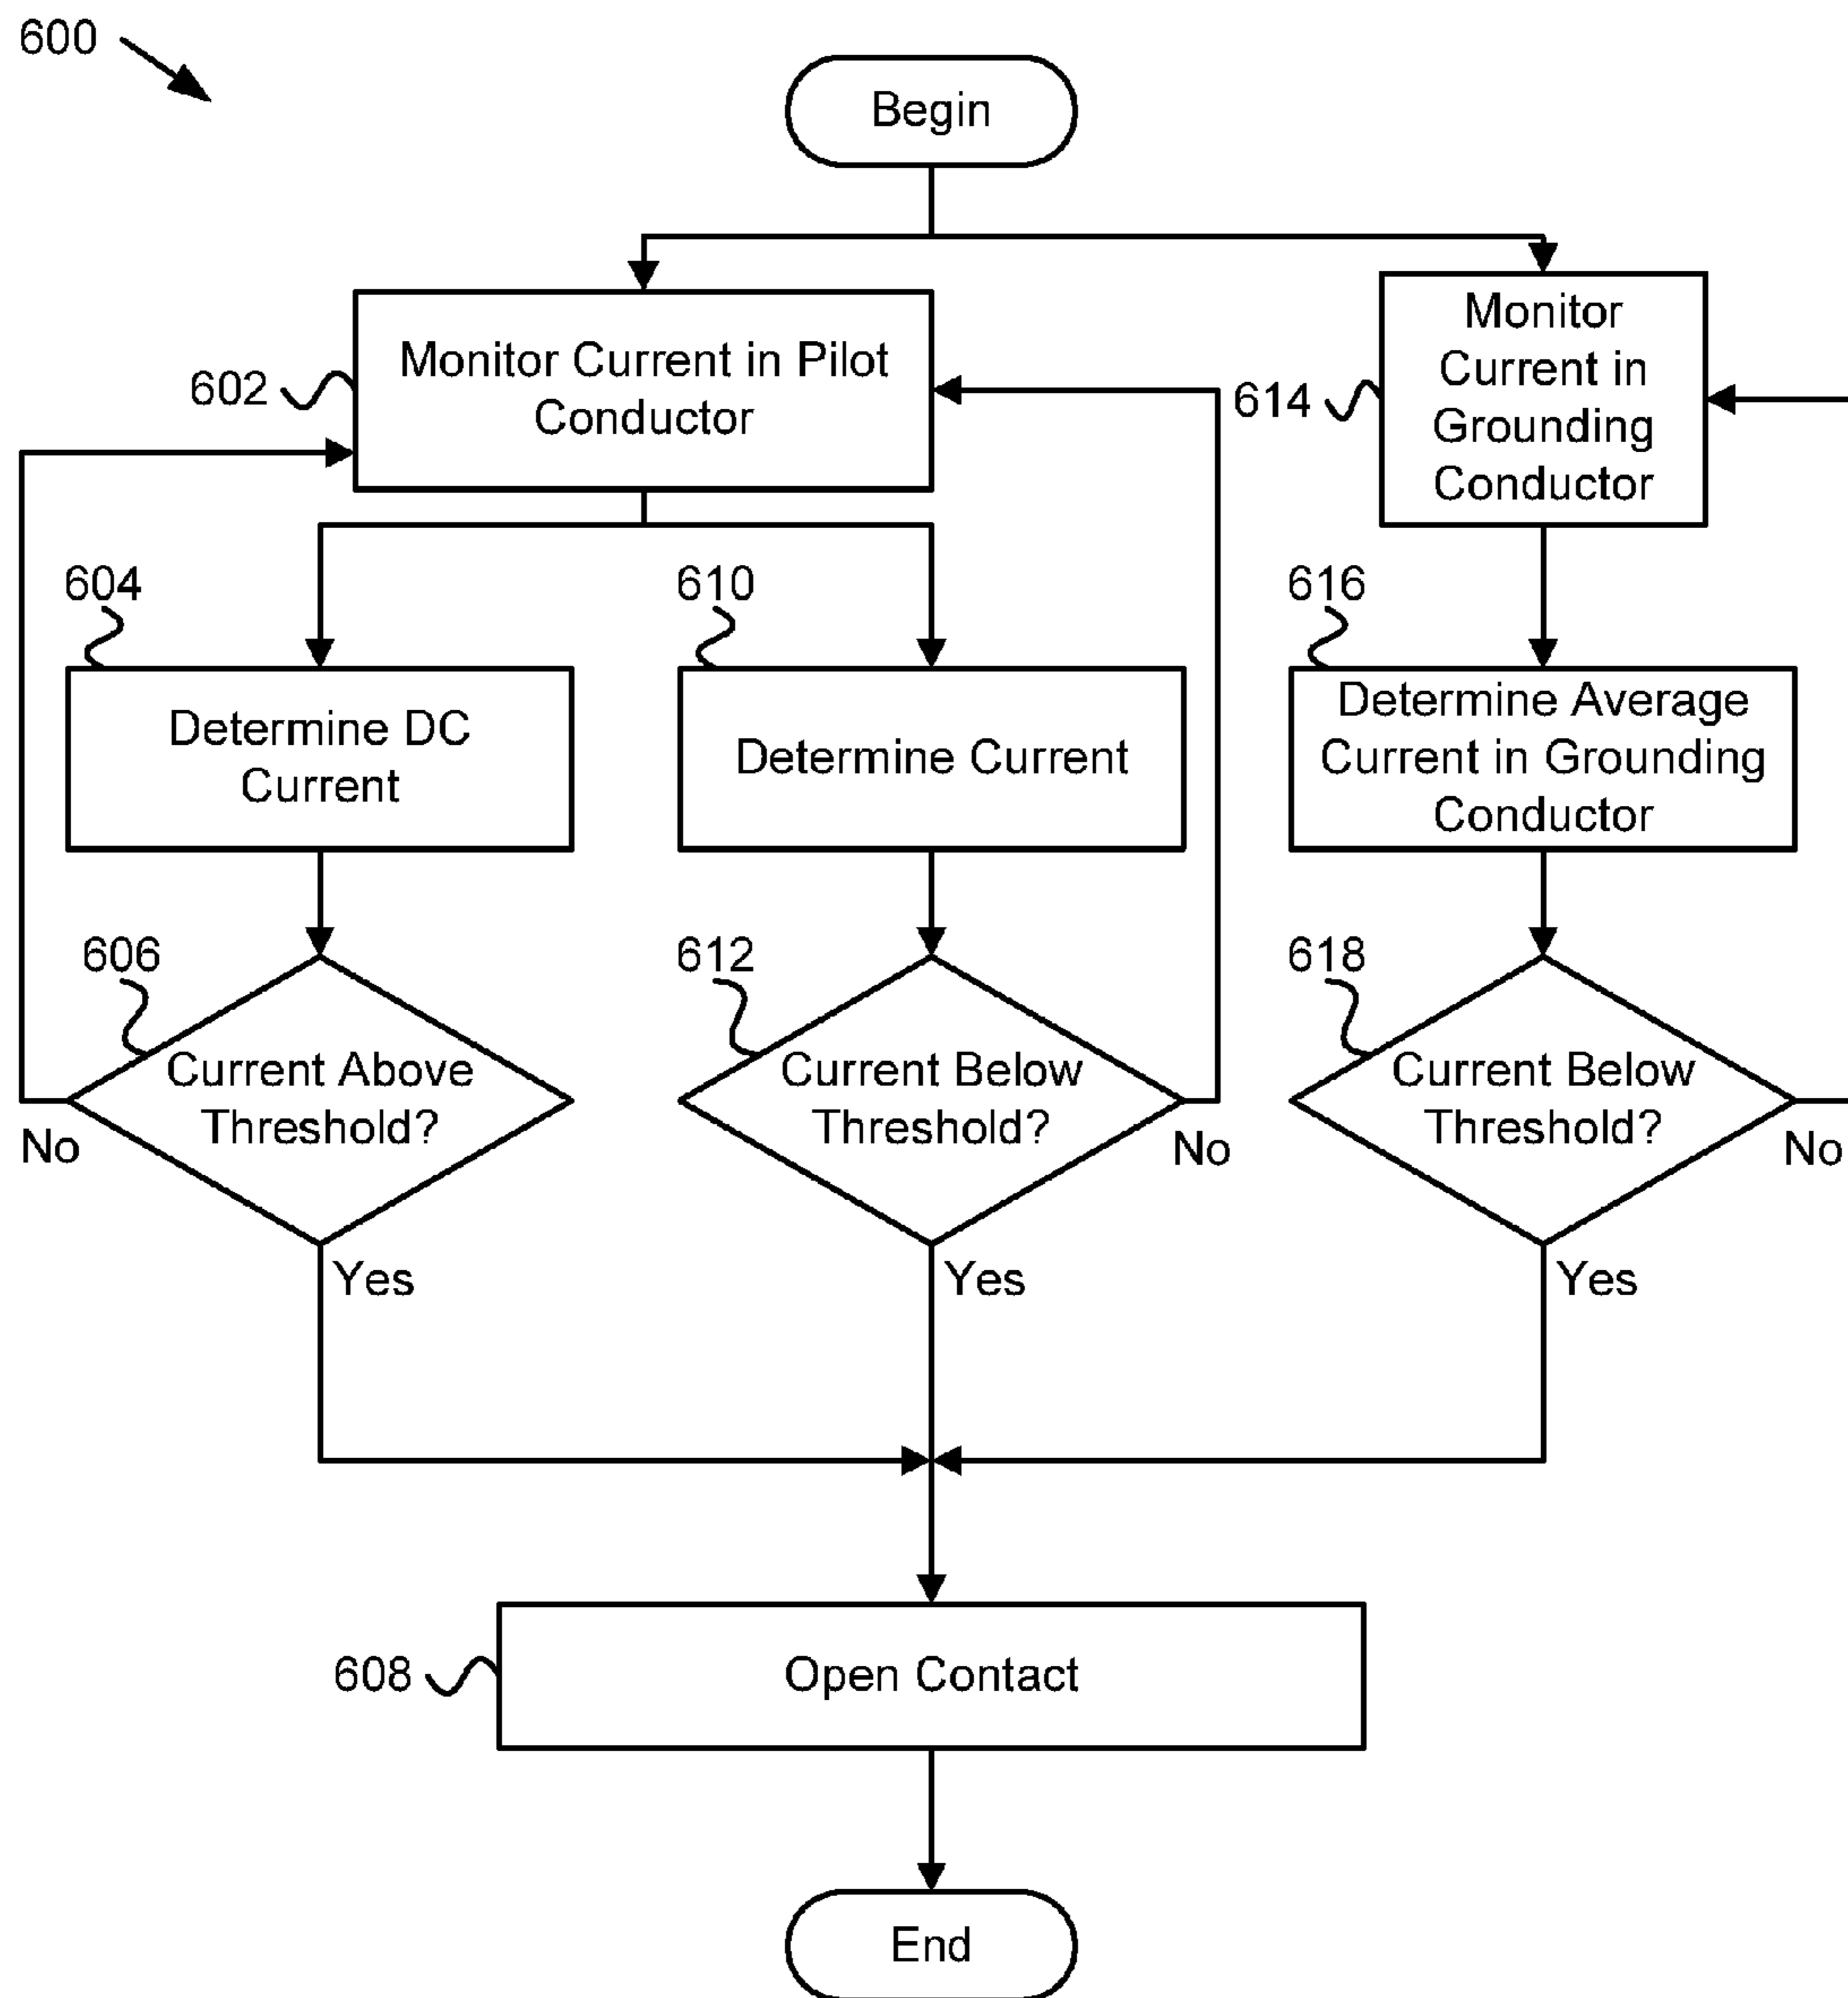 600
Begin
602
Monitor Current in Pilot
Conductor
614
Monitor
Current in
Grounding
Conductor
604
Determine DC
Current
610
Determine Current
616
Determine Average
Current in Grounding
Conductor
606
Current Above
Threshold?
No
Yes
612
Current Below
Threshold?
No
Yes
618
Current Below
Threshold?
No
Yes
608
Open Contact
End